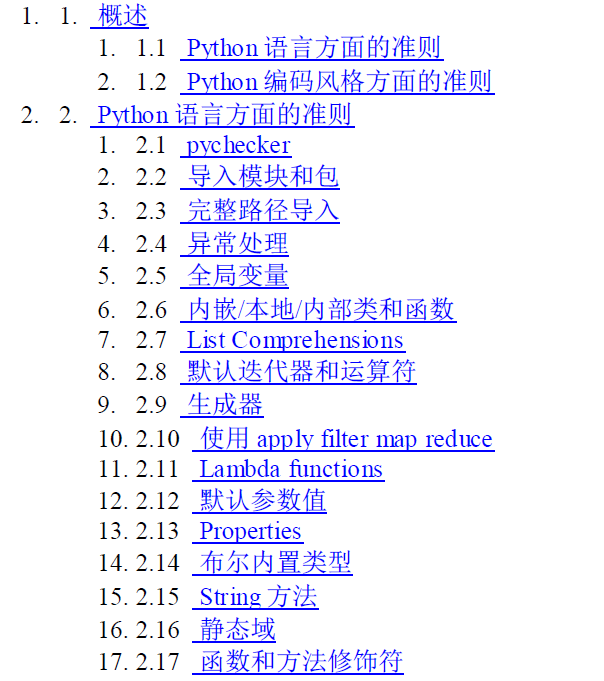 1. 1. 概述
1. 1.1 Python 语言方面的准则
2. 1.2 Python 编码风格方面的准则
2. 2. Python 语言方面的准则
1. 2.1 pychecker
2. 2.2 导入模块和包
3. 2.3 完整路径导入
4. 2.4 异常处理
5. 2.5 全局变量
6. 2.6 内嵌/本地/内部类和函数
7. 2.7 List Comprehensions
8. 2.8 默认迭代器和运算符
9. 2.9 生成器
10. 2.10 使用 apply filter map reduce
11. 2.11 Lambda functions
12. 2.12 默认参数值
13. 2.13 Properties
14. 2.14 布尔内置类型
15. 2.15 String 方法
16. 2.16 静态域
17. 2.17 函数和方法修饰符